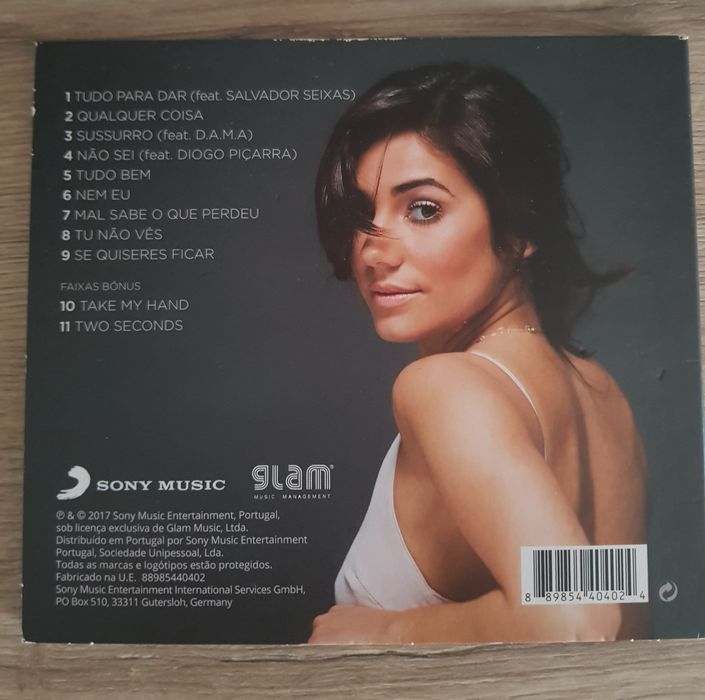 1 TUDO PARA DAR (feat. SALVADOR SEIXAS)
2 QUALQUER COISA
3 SUSSURRO (feat. D.A.M.A)
4 NÃO SEI (feat. DIOGO PIÇARRA)
5 TUDO BEM
6 NEM EU
7 MAL SABE O QUE PERDEU
8 TU NÃO VÊS
9 SE QUISERES FICAR
FAIXAS BÓNUS
10 TAKE MY HAND
11 TWO SECONDS
SONY MUSIC
glam
MUSIC MANAGEMENT
℗ & © 2017 Sony Music Entertainment, Portugal,
sob licença exclusiva de Glam Music, Ltda.
Distribuído em Portugal por Sony Music Entertainment
Portugal, Sociedade Unipessoal, Lda.
Todas as marcas e logótipos estão protegidos.
Fabricado na U.E. 88985440402
Sony Music Entertainment International Services GmbH,
PO Box 510, 33311 Gutersloh, Germany
8 89854 40402 4